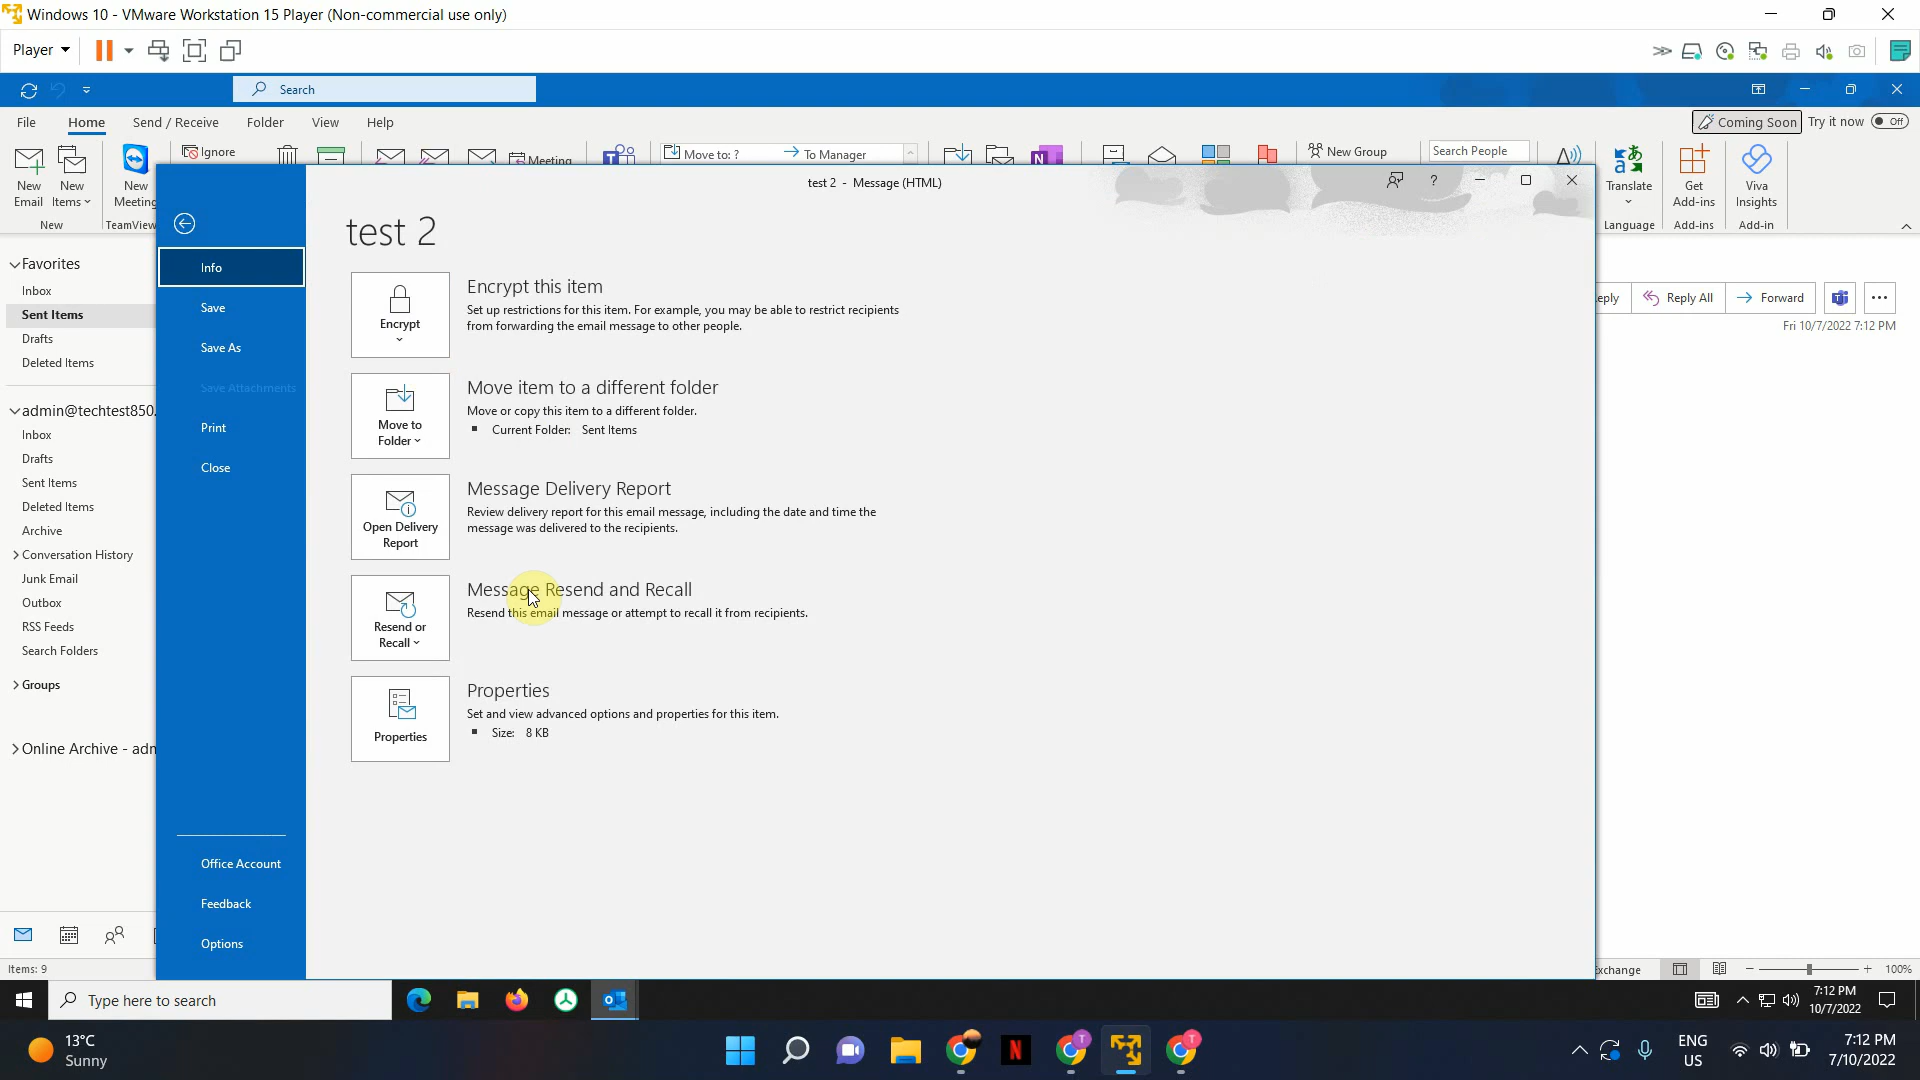 Windows 10 - VMware Workstation 15 Player (Non-commercial use only)
Player
Search
File
Home
Send / Receive
Folder
View
Help
Coming Soon
Try it now
Off
New
Email
New
Items
New
New
Meeting
TeamView
Ignore
Meeting
Move to: ?
To Manager
New Group
Search People
Translate
Language
Get
Add-ins
Add-ins
Viva
Insights
Add-in
Favorites
Inbox
Sent Items
Drafts
Deleted Items
admin@techtest850.
Inbox
Drafts
Sent Items
Deleted Items
Archive
Conversation History
Junk Email
Outbox
RSS Feeds
Search Folders
Groups
Online Archive - adm
Items: 9
test 2 - Message (HTML)
?
Info
Save
Save As
Save Attachments
Print
Close
Office Account
Feedback
Options
test 2
Encrypt
Encrypt this item
Set up restrictions for this item. For example, you may be able to restrict recipients
from forwarding the email message to other people.
Move to
Folder
Move item to a different folder
Move or copy this item to a different folder.
Current Folder: Sent Items
Open Delivery
Report
Message Delivery Report
Review delivery report for this email message, including the date and time the
message was delivered to the recipients.
Resend or
Recall
Message Resend and Recall
Resend this email message or attempt to recall it from recipients.
Properties
Properties
Set and view advanced options and properties for this item.
Size: 8 KB
eply
Reply All
Forward
Fri 10/7/2022 7:12 PM
xchange
100%
Type here to search
7:12 PM
10/7/2022
13°C
Sunny
ENG
US
7:12 PM
7/10/2022